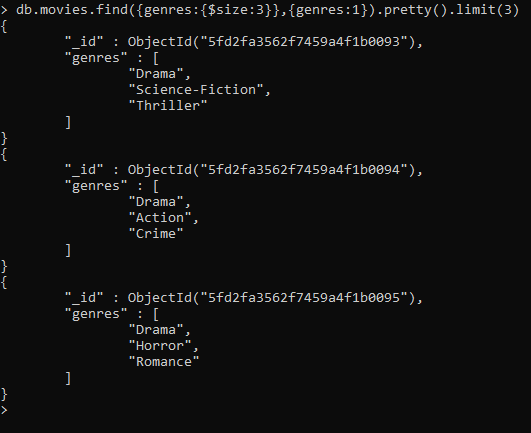 > db.movies.find({genres:{$size:3}},{genres:1}).pretty().limit(3)
{
        "_id" : ObjectId("5fd2fa3562f7459a4f1b0093"),
        "genres" : [
                "Drama",
                "Science-Fiction",
                "Thriller"
        ]
}
{
        "_id" : ObjectId("5fd2fa3562f7459a4f1b0094"),
        "genres" : [
                "Drama",
                "Action",
                "Crime"
        ]
}
{
        "_id" : ObjectId("5fd2fa3562f7459a4f1b0095"),
        "genres" : [
                "Drama",
                "Horror",
                "Romance"
        ]
}
>